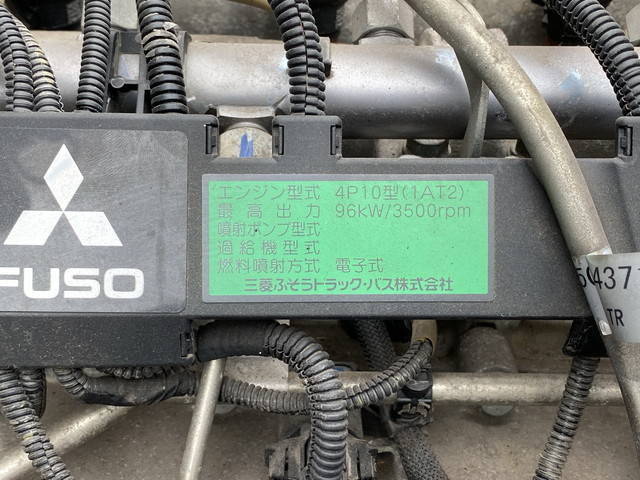 FUSO
エンジン型式 4P10型(1AT2)
最高出力 96kW/3500rpm
噴射ポンプ型式
過給機型式
燃料噴射方式 電子式
三菱ふそうトラック・バス株式会社
TR